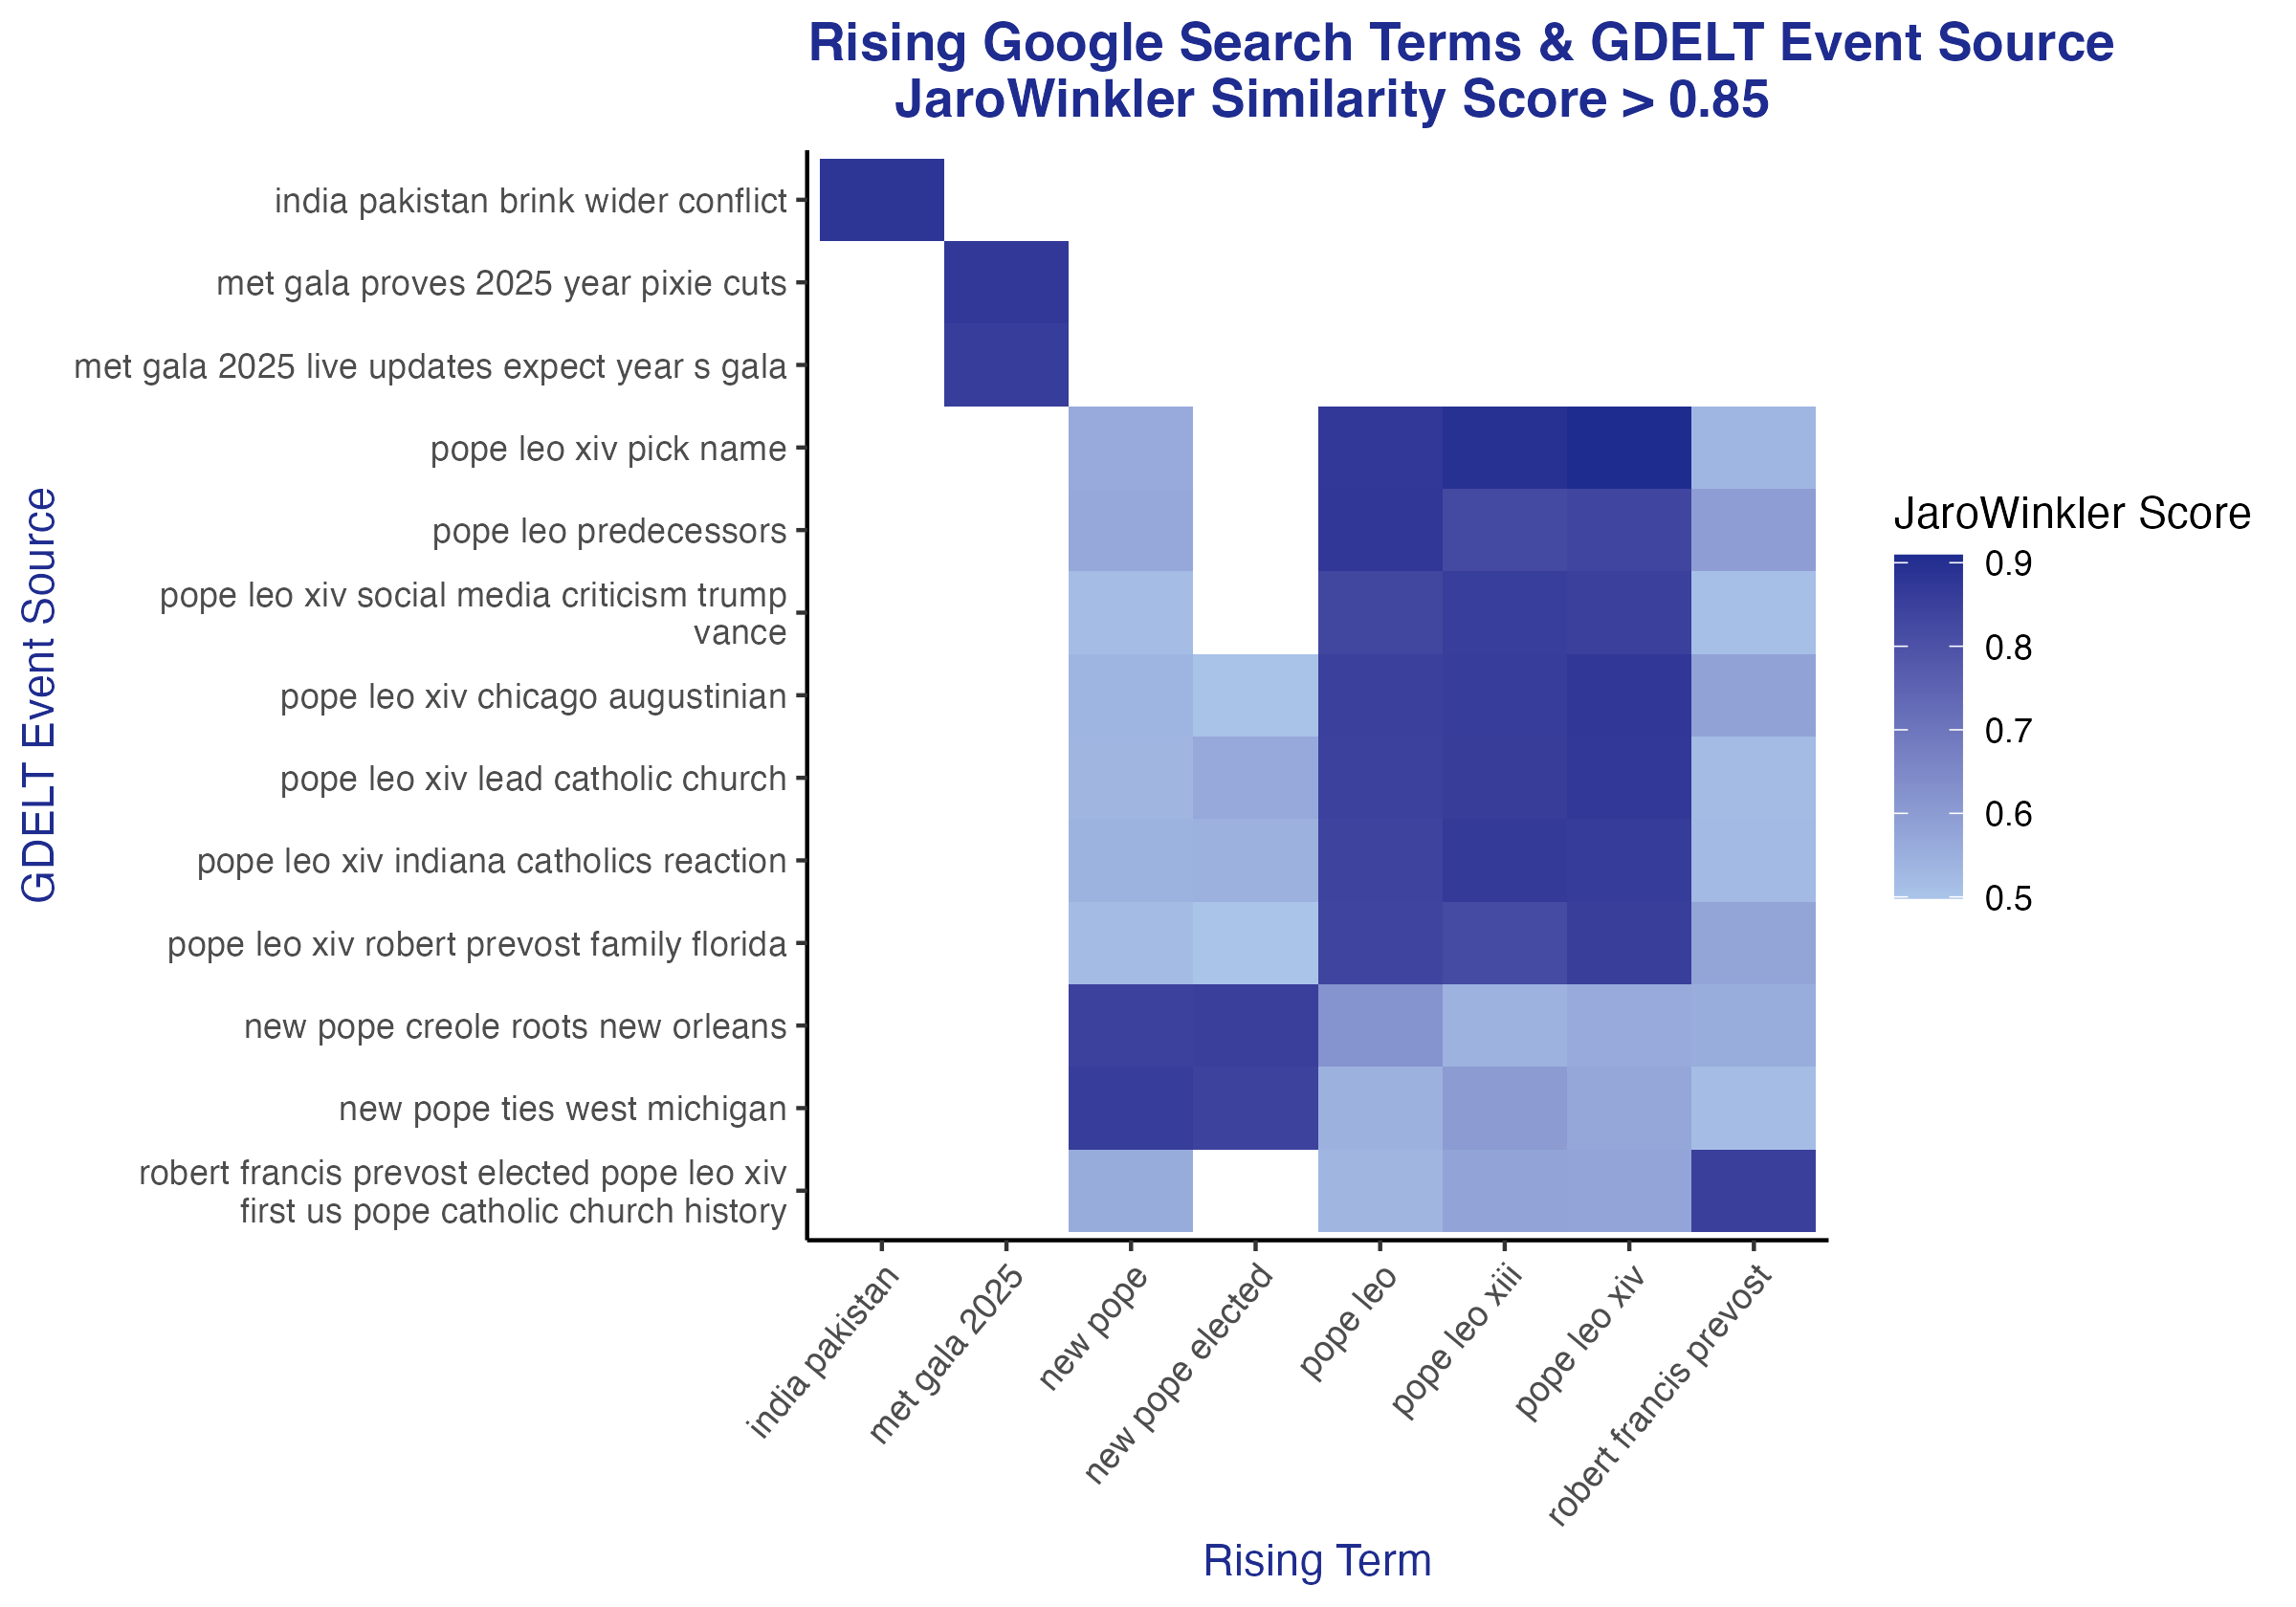 Rising Google Search Terms & GDELT Event Source
JaroWinkler Similarity Score > 0.85
GDELT Event Source
india pakistan brink wider conflict
met gala proves 2025 year pixie cuts
met gala 2025 live updates expect year s gala
pope leo xiv pick name
pope leo predecessors
pope leo xiv social media criticism trump
vance
pope leo xiv chicago augustinian
pope leo xiv lead catholic church
pope leo xiv indiana catholics reaction
pope leo xiv robert prevost family florida
new pope creole roots new orleans
new pope ties west michigan
robert francis prevost elected pope leo xiv
first us pope catholic church history
india pakistan
met gala 2025
new pope
new pope elected
pope leo
pope leo xiii
pope leo xiv
robert francis prevost
Rising Term
JaroWinkler Score
0.9
0.8
0.7
0.6
0.5